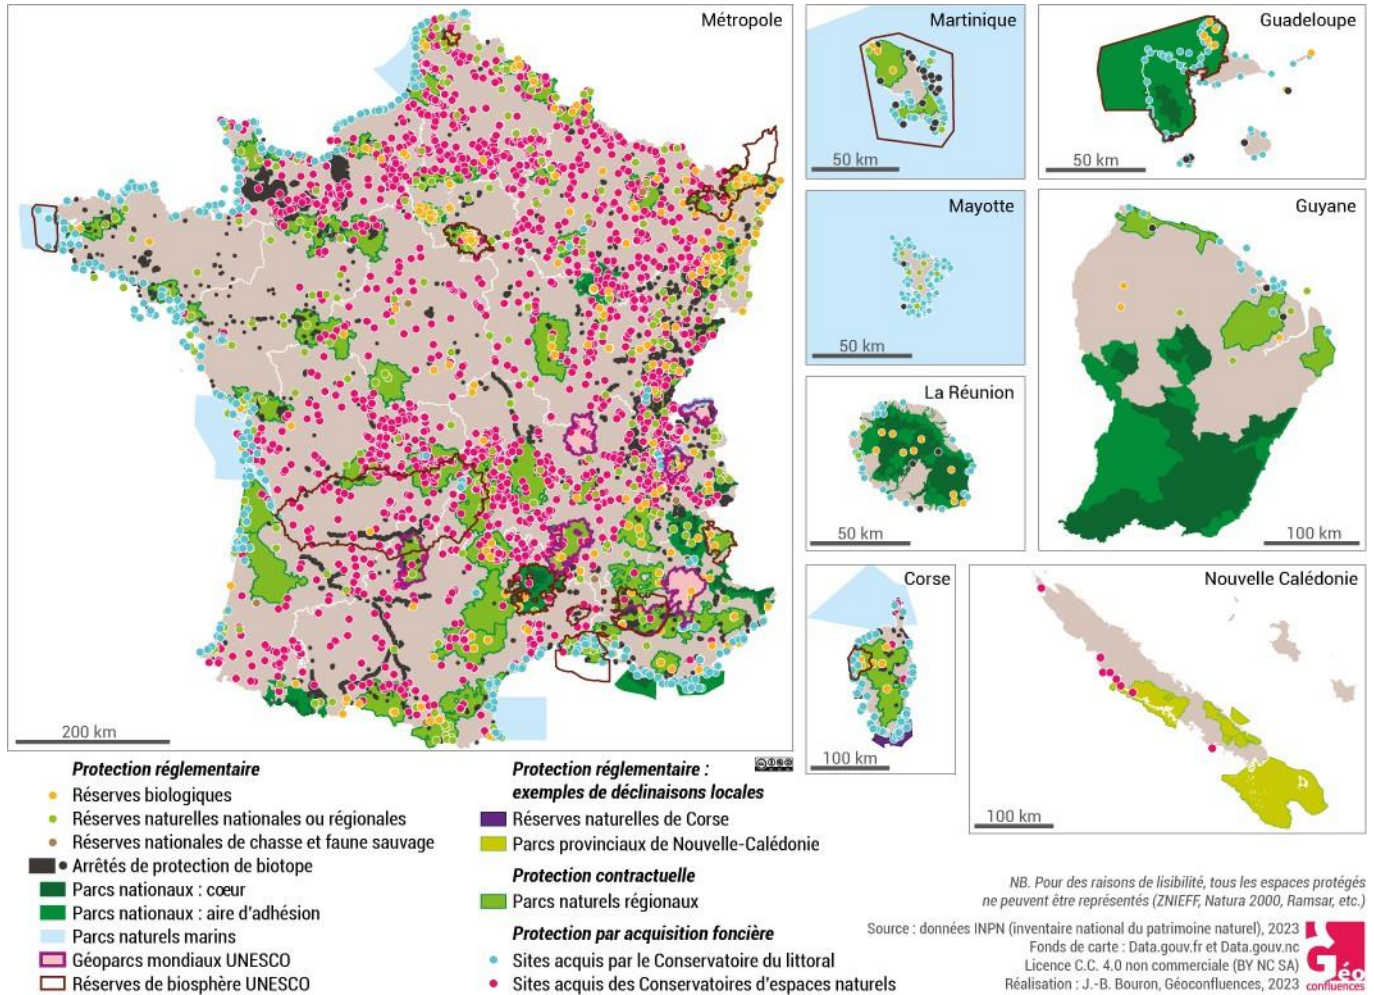 Métropole
200 km
Martinique
50 km
Guadeloupe
50 km
Mayotte
50 km
Guyane
100 km
La Réunion
50 km
Corse
100 km
Nouvelle Calédonie
100 km
Protection réglementaire
Réserves biologiques
Réserves naturelles nationales ou régionales
Réserves nationales de chasse et faune sauvage
Arrêtés de protection de biotope
Parcs nationaux : cœur
Parcs nationaux : aire d'adhésion
Parcs naturels marins
Géoparcs mondiaux UNESCO
Réserves de biosphère UNESCO
Protection réglementaire :
exemples de déclinaisons locales
Réserves naturelles de Corse
Parcs provinciaux de Nouvelle-Calédonie
Protection contractuelle
Parcs naturels régionaux
Protection par acquisition foncière
Sites acquis par le Conservatoire du littoral
Sites acquis des Conservatoires d'espaces naturels
NB. Pour des raisons de lisibilité, tous les espaces protégés
ne peuvent être représentés (ZNIEFF, Natura 2000, Ramsar, etc.)
Source : données INPN (inventaire national du patrimoine naturel), 2023
Fonds de carte : Data.gouv.fr et Data.gouv.nc
Licence C.C. 4.0 non commerciale (BY NC SA)
Réalisation : J.-B. Bouron, Géoconfluences, 2023
Géo
confluences